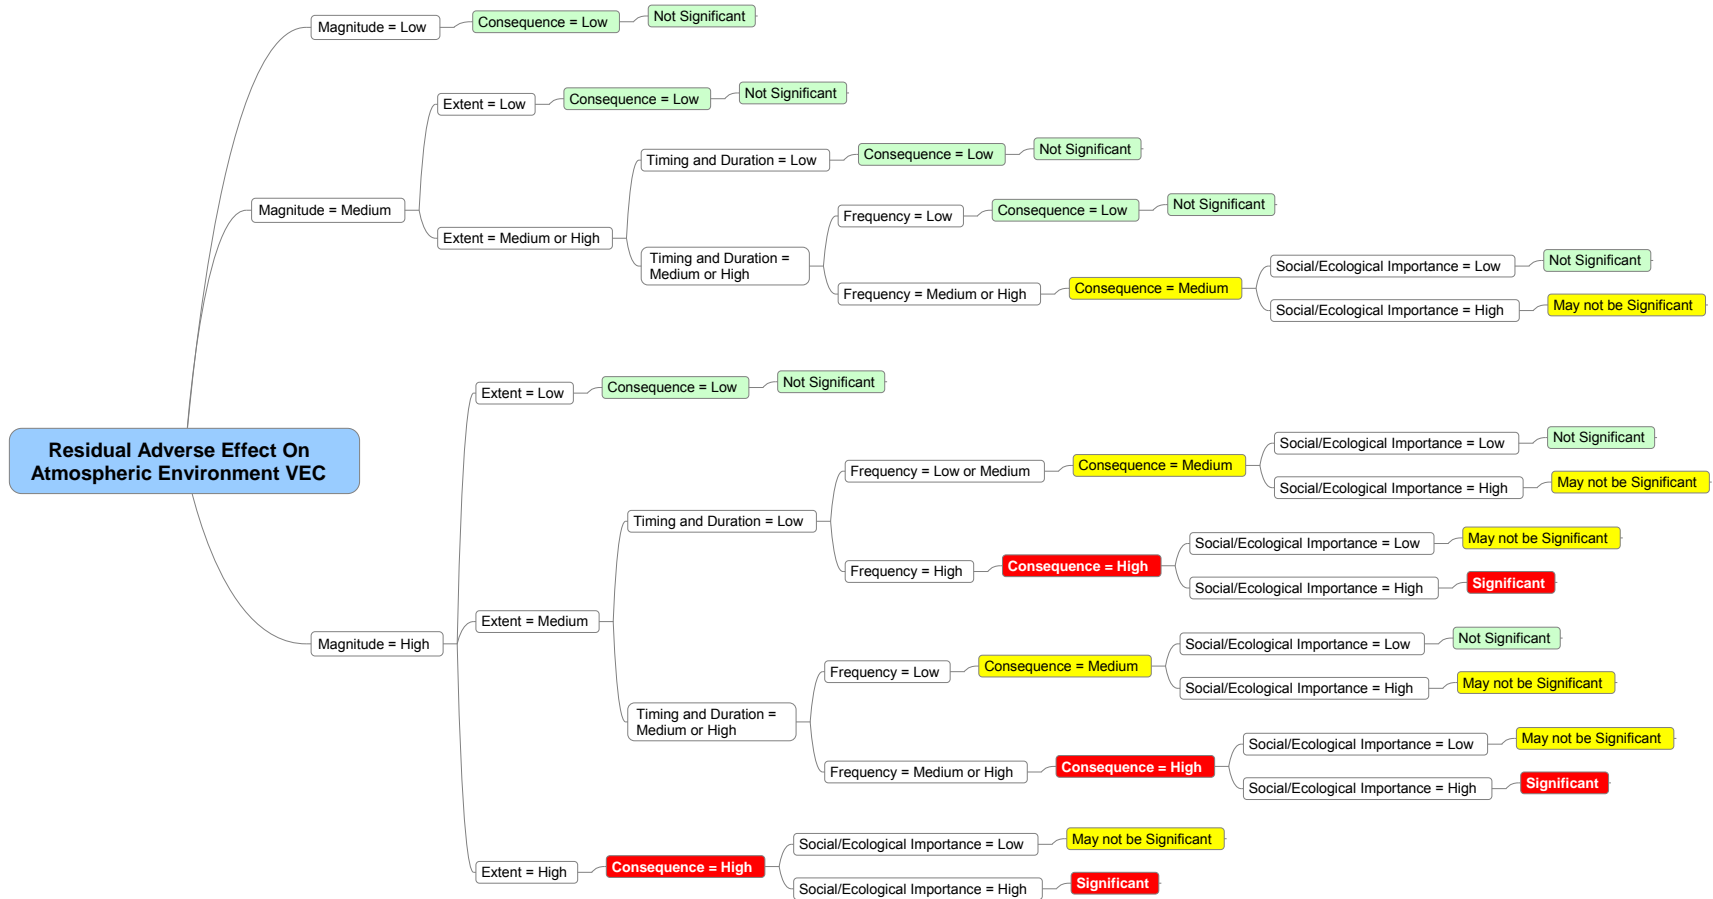 Magnitude = Low
Consequence = Low
Not Significant
Extent = Low
Consequence = Low
Not Significant
Timing and Duration = Low
Consequence = Low
Not Significant
Magnitude = Medium
Extent = Medium or High
Frequency = Low
Consequence = Low
Not Significant
Timing and Duration =
Medium or High
Frequency = Medium or High
Consequence = Medium
Social/Ecological Importance = Low
Not Significant
Social/Ecological Importance = High
May not be Significant
Residual Adverse Effect On
Atmospheric Environment VEC
Extent = Low
Consequence = Low
Not Significant
Frequency = Low or Medium
Consequence = Medium
Social/Ecological Importance = Low
Not Significant
Social/Ecological Importance = High
May not be Significant
Timing and Duration = Low
Frequency = High
Consequence = High
Social/Ecological Importance = Low
May not be Significant
Social/Ecological Importance = High
Significant
Magnitude = High
Extent = Medium
Frequency = Low
Consequence = Medium
Social/Ecological Importance = Low
Not Significant
Social/Ecological Importance = High
May not be Significant
Timing and Duration =
Medium or High
Frequency = Medium or High
Consequence = High
Social/Ecological Importance = Low
May not be Significant
Social/Ecological Importance = High
Significant
Extent = High
Consequence = High
Social/Ecological Importance = Low
May not be Significant
Social/Ecological Importance = High
Significant